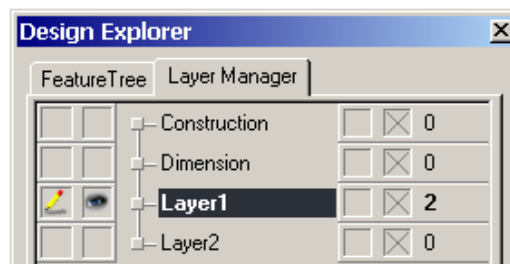 Design Explorer
FeatureTree Layer Manager
Construction 0
Dimension 0
Layer1 2
Layer2 0